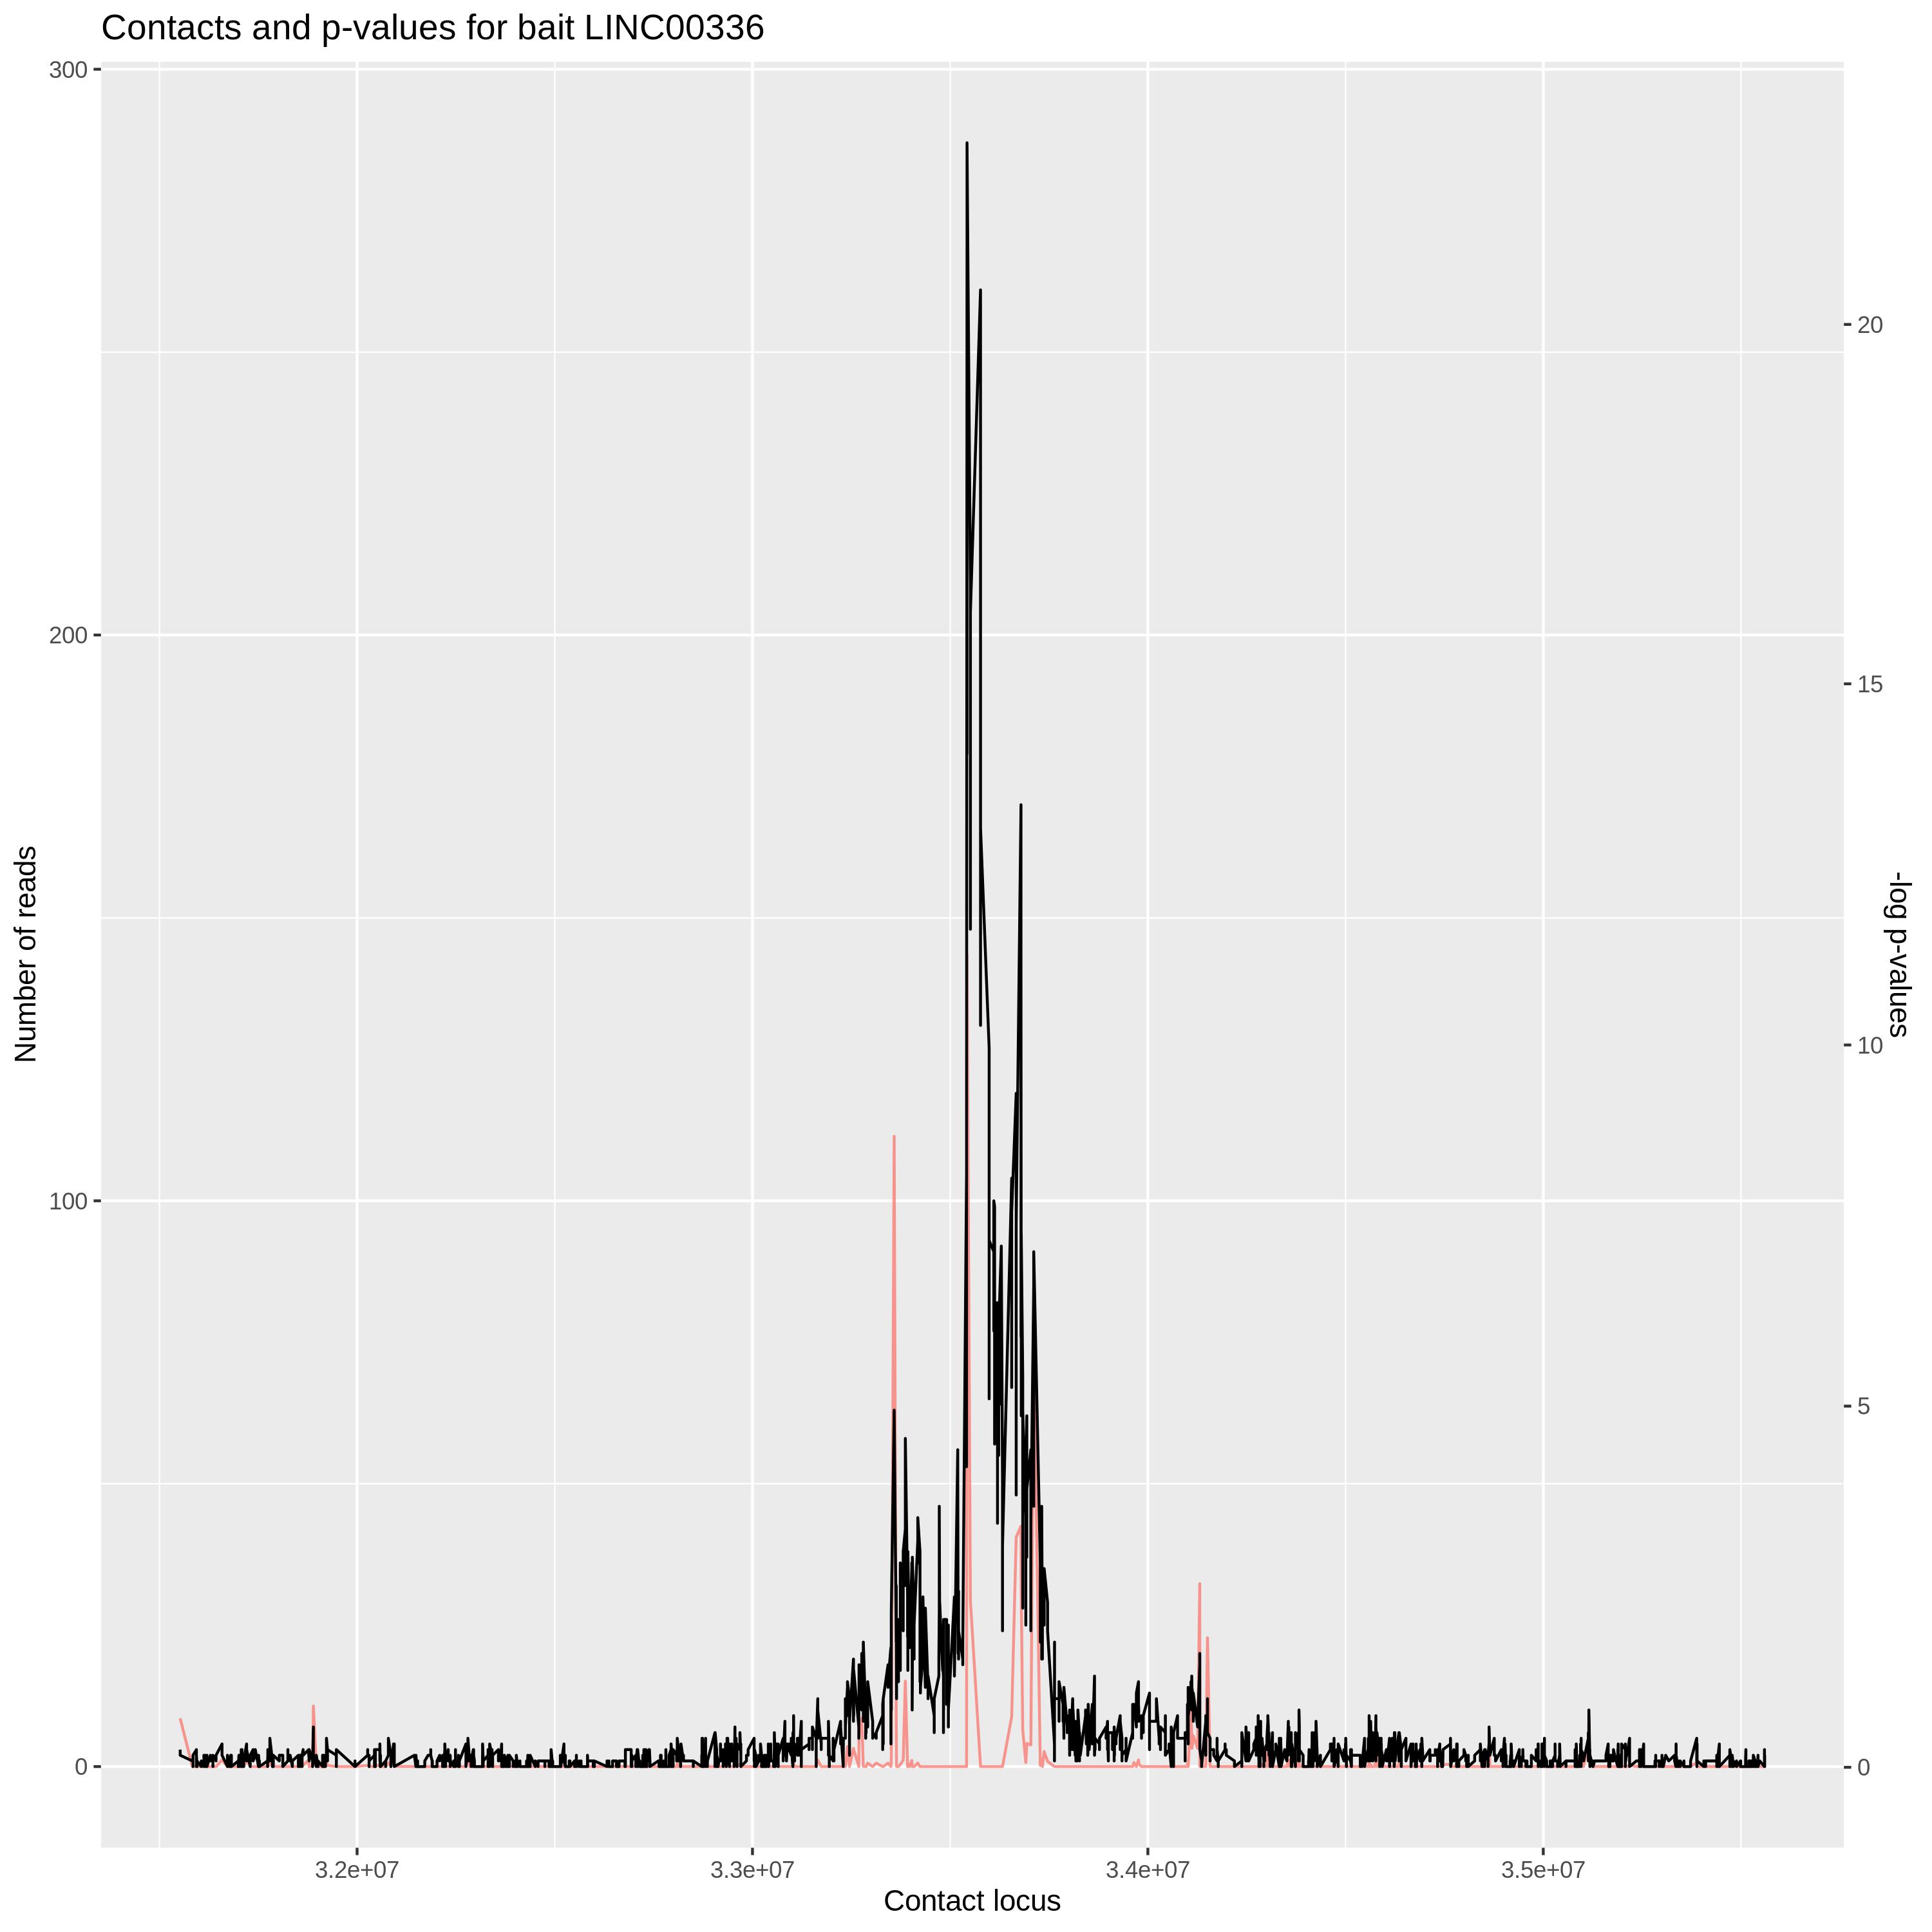 Contacts and p-values for bait LINC00336
300
200
100
0
Number of reads
20
15
10
5
0
-log p-values
3.2e+07 3.3e+07 3.4e+07 3.5e+07
Contact locus